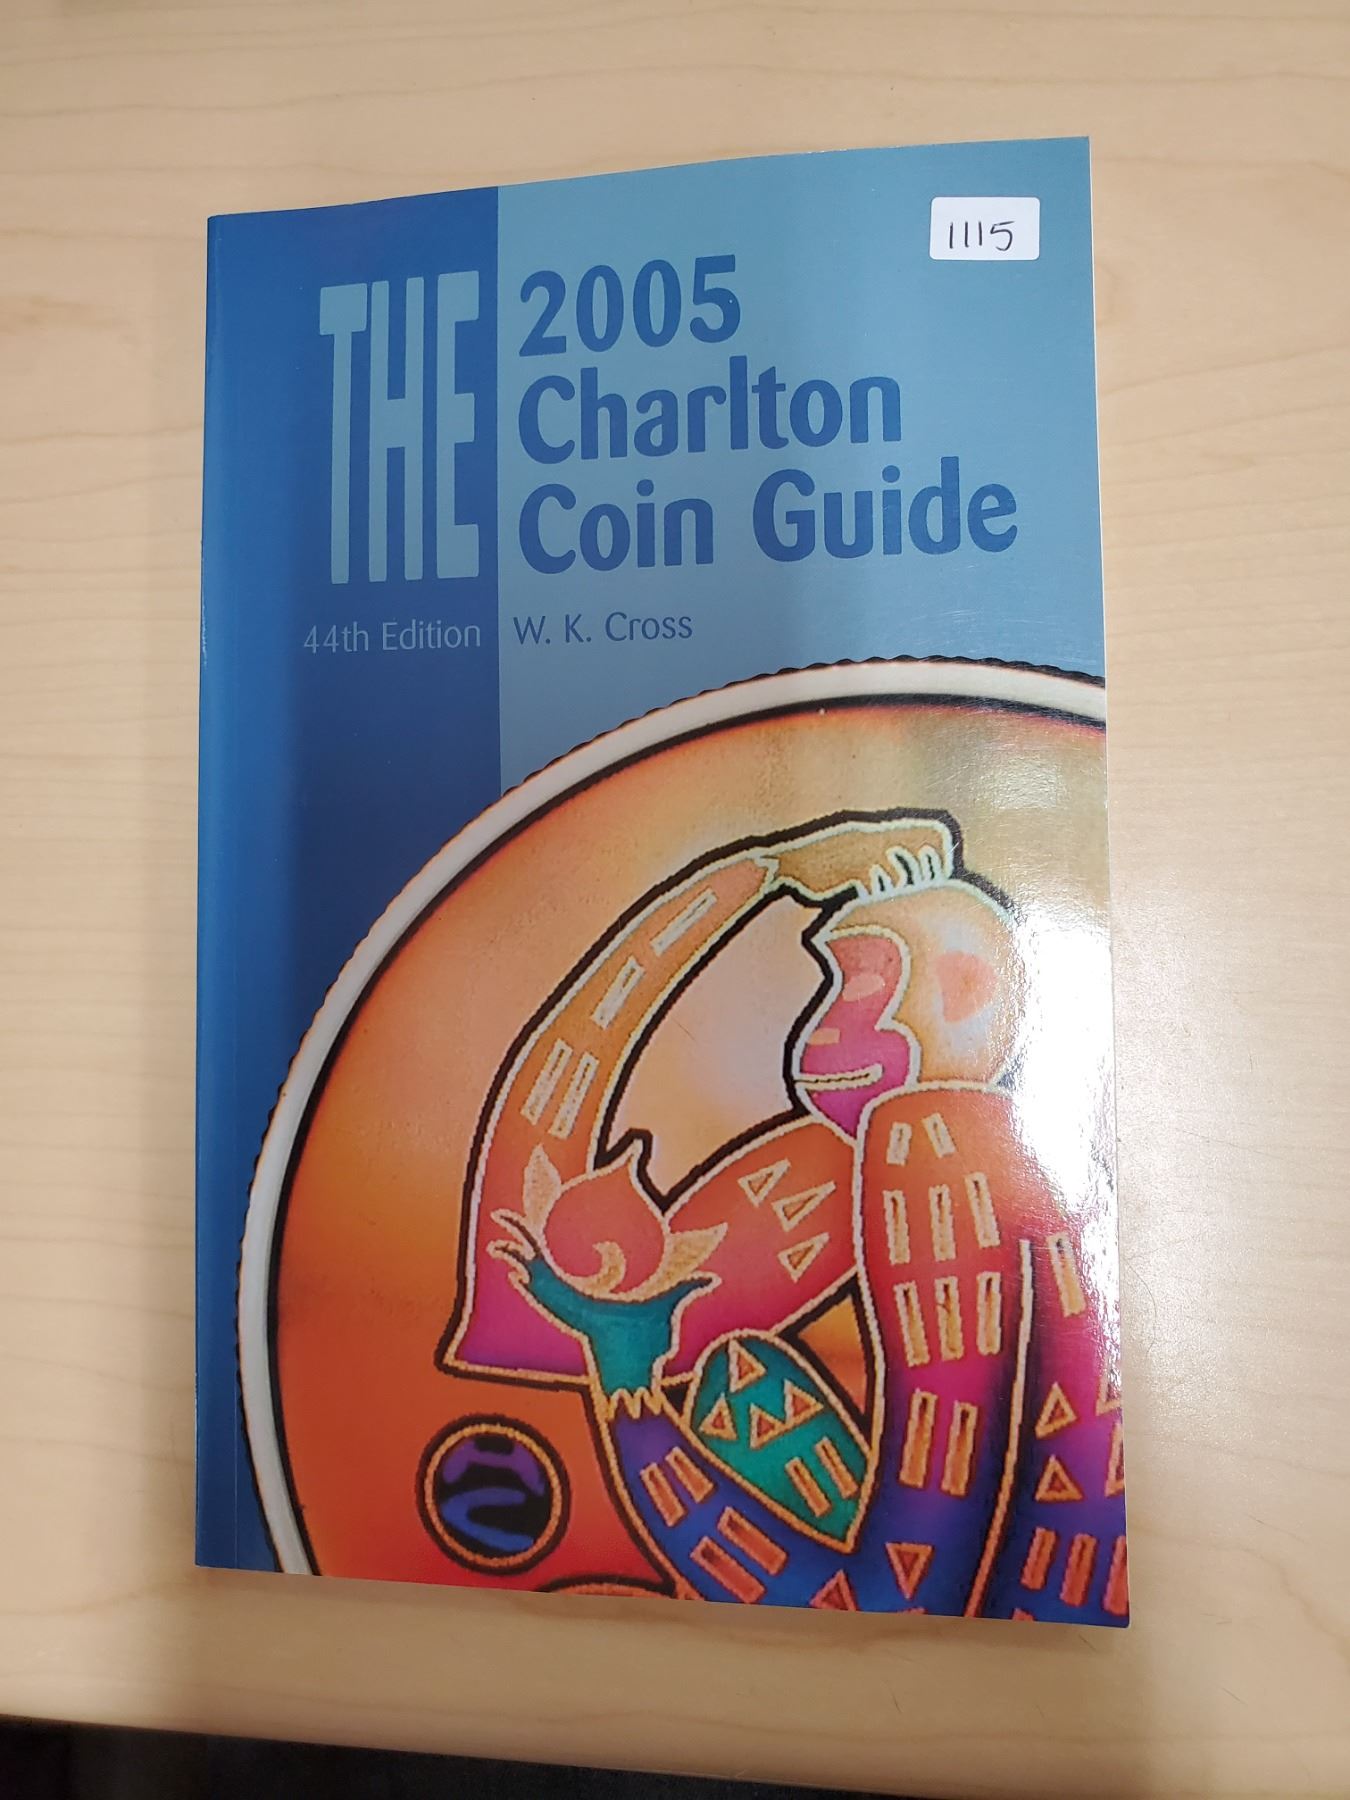 1115
THE
2005
Charlton
Coin Guide
44th Edition
W. K. Cross